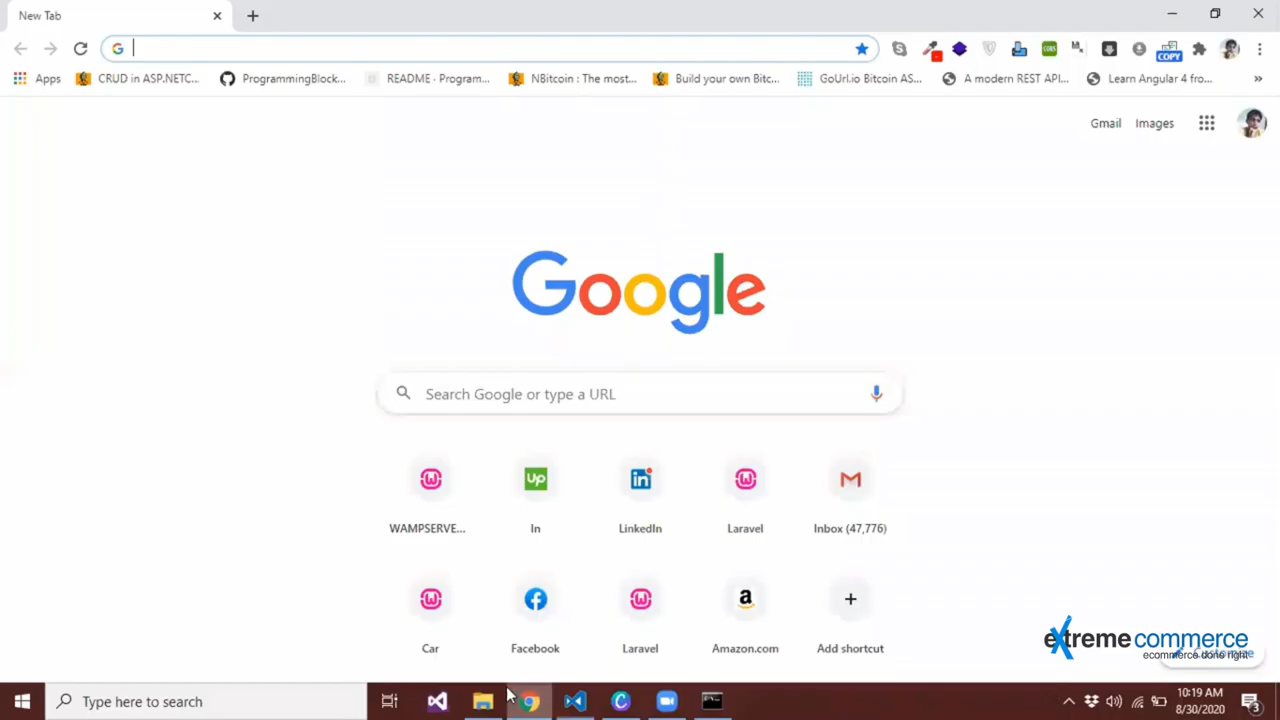 New Tab
COPY
Apps
CRUD in ASP.NETC...
ProgrammingBlock...
README - Program...
NBitcoin : The most...
Build your own Bitc...
GoUrl.io Bitcoin AS...
A modern REST API...
Learn Angular 4 fro...
»
Gmail
Images
Google
Search Google or type a URL
WAMPSERVE...
In
LinkedIn
Laravel
Inbox (47,776)
Car
Facebook
Laravel
Amazon.com
Add shortcut
extreme commerce
ecommerce done right
Type here to search
10:19 AM
8/30/2020
3